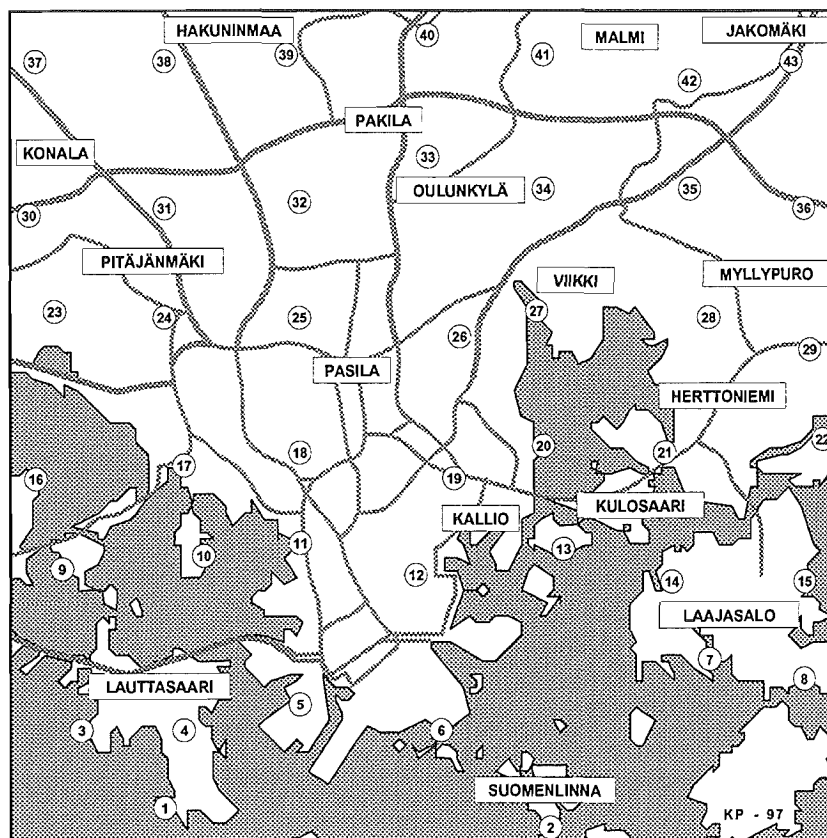 HAKUNINMAA
39
40
41
MALMI
JAKOMÄKI
37
38
42
43
PAKILA
KONALA
33
OULUNKYLÄ
34
35
36
30
31
32
PITÄJÄNMÄKI
VIIKKI
MYLLYPURO
23
24
25
26
27
28
29
PASILA
HERTTONIEMI
16
17
18
19
20
21
22
KALLIO
KULOSAARI
9
10
11
12
13
14
15
LAAJASALO
LAUTTASAARI
7
8
3
4
5
6
SUOMENLINNA
1
2
KP - 97